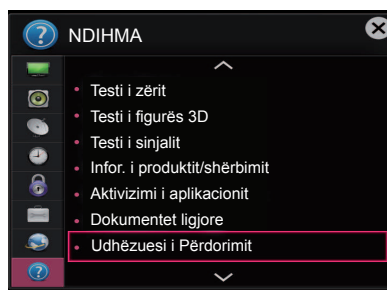 NDIHMA
Testi i zërit
Testi i figurës 3D
Testi i sinjalit
Infor. i produktit/shërbimit
Aktivizimi i aplikacionit
Dokumentet ligjore
Udhëzuesi i Përdorimit